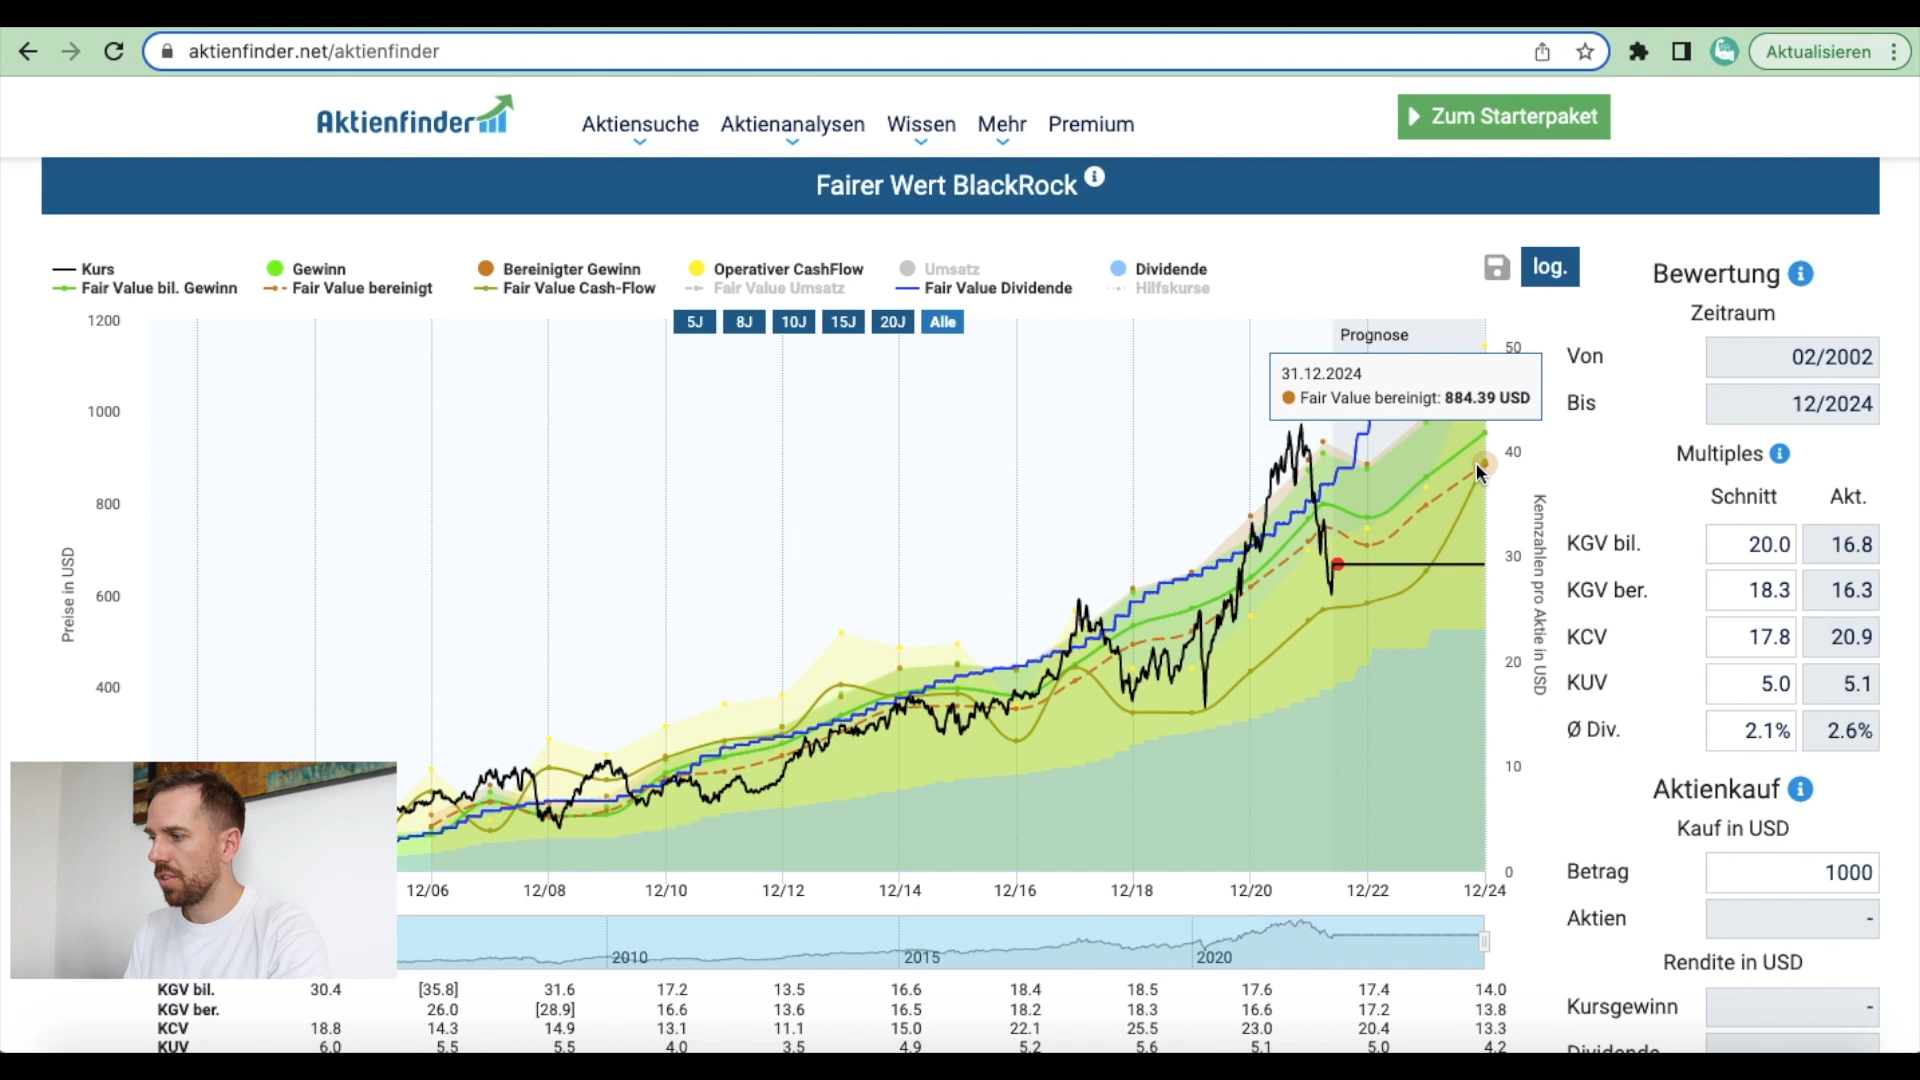 aktienfinder.net/aktienfinder
Aktualisieren
Aktienfinder
Aktiensuche Aktienanalysen Wissen Mehr Premium
Zum Starterpaket
Fairer Wert BlackRock
Kurs Gewinn Bereinigter Gewinn Operativer CashFlow Umsatz Dividende
Fair Value bil. Gewinn Fair Value bereinigt Fair Value Cash-Flow Fair Value Umsatz Fair Value Dividende Hilfskurse
log.
5J 8J 10J 15J 20J Alle
Prognose
31.12.2024
Fair Value bereinigt: 884.39 USD
1200
1000
800
600
400
Preise in USD
50
40
30
20
10
0
Kennzahlen pro Aktie in USD
12/06 12/08 12/10 12/12 12/14 12/16 12/18 12/20 12/22 12/24
2010 2015 2020
KGV bil. 30.4 [35.8] 31.6 17.2 13.5 16.6 18.4 18.5 17.6 17.4 14.0
KGV ber. 26.0 [28.9] 16.6 13.6 16.5 18.2 18.3 16.6 17.2 13.8
KCV 18.8 14.3 14.9 13.1 11.1 15.0 22.1 25.5 23.0 20.4 13.3
KUV 6.0 5.5 5.5 4.0 3.5 4.9 5.2 5.6 5.1 5.0 4.2
Bewertung
Zeitraum
Von 02/2002
Bis 12/2024
Multiples
Schnitt Akt.
KGV bil. 20.0 16.8
KGV ber. 18.3 16.3
KCV 17.8 20.9
KUV 5.0 5.1
Ø Div. 2.1% 2.6%
Aktienkauf
Kauf in USD
Betrag 1000
Aktien -
Rendite in USD
Kursgewinn -
Dividende